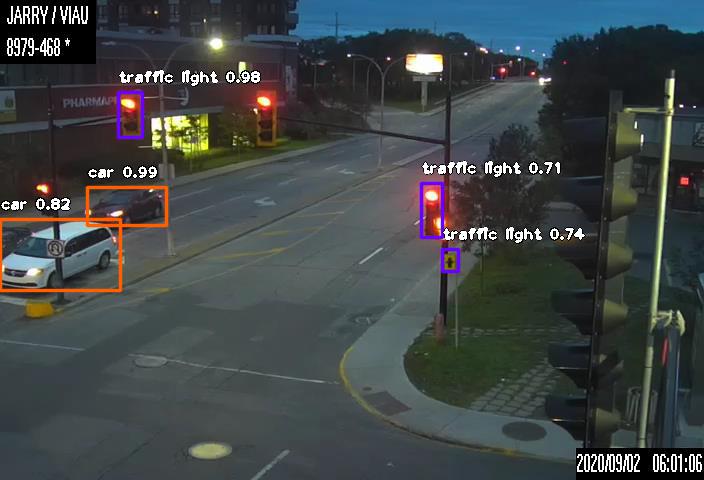 JARRY / VIAU
8979-468 *
traffic light 0.98
PHARMAP
car 0.99
traffic light 0.71
car 0.82
traffic light 0.74
2020/09/02 06:01:06